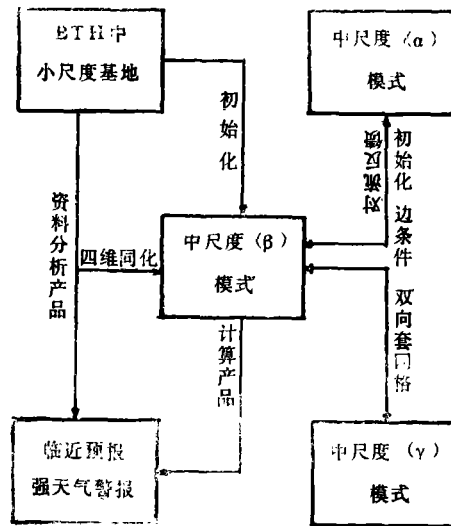 BTH中
小尺度基地
中尺度（α）
模式
初始化
对流反馈
初始化
边条件
资料分析产品
四维同化
中尺度（β）
模式
双向套网格
计算产品
临近预报
强天气警报
中尺度（γ）
模式